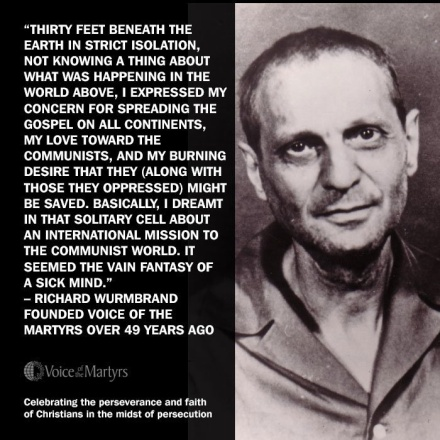 “THIRTY FEET BENEATH THE
EARTH IN STRICT ISOLATION,
NOT KNOWING A THING ABOUT
WHAT WAS HAPPENING IN THE
WORLD ABOVE, I EXPRESSED MY
CONCERN FOR SPREADING THE
GOSPEL ON ALL CONTINENTS,
MY LOVE TOWARD THE
COMMUNISTS, AND MY BURNING
DESIRE THAT THEY (ALONG WITH
THOSE THEY OPPRESSED) MIGHT
BE SAVED. BASICALLY, I DREAMT
IN THAT SOLITARY CELL ABOUT
AN INTERNATIONAL MISSION TO
THE COMMUNIST WORLD. IT
SEEMED THE VAIN FANTASY OF
A SICK MIND.”
– RICHARD WURMBRAND
FOUNDED VOICE OF THE
MARTYRS OVER 49 YEARS AGO
Voice of the Martyrs
Celebrating the perseverance and faith
of Christians in the midst of persecution